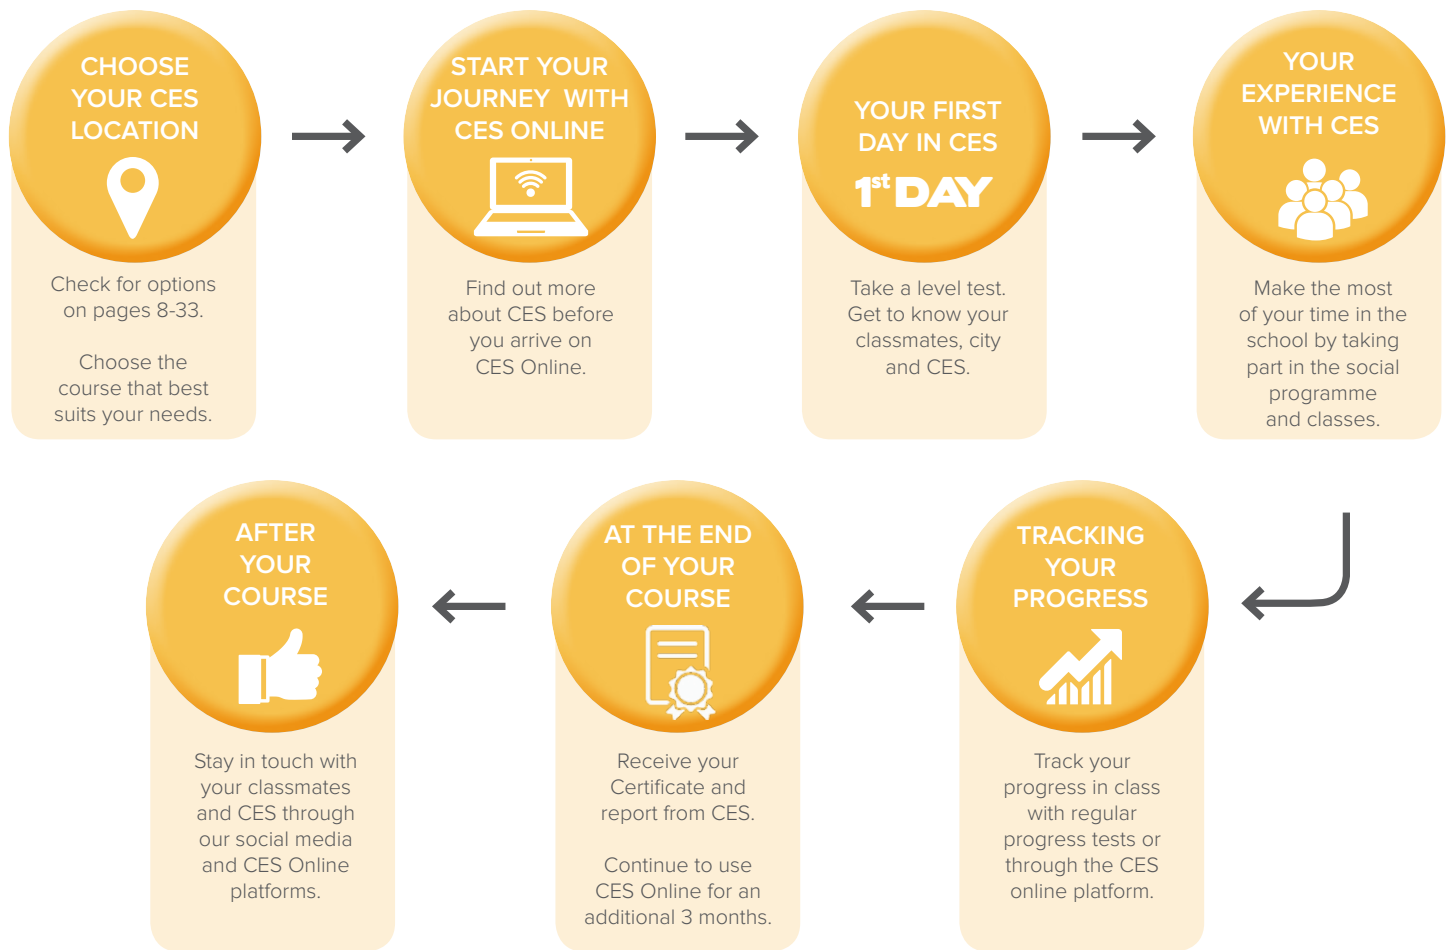 CHOOSE
YOUR CES
LOCATION
Check for options
on pages 8-33.
Choose the
course that best
suits your needs.
START YOUR
JOURNEY WITH
CES ONLINE
Find out more
about CES before
you arrive on
CES Online.
YOUR FIRST
DAY IN CES
1st DAY
Take a level test.
Get to know your
classmates, city
and CES.
YOUR
EXPERIENCE
WITH CES
Make the most
of your time in the
school by taking
part in the social
programme
and classes.
TRACKING
YOUR
PROGRESS
Track your
progress in class
with regular
progress tests or
through the CES
online platform.
AT THE END
OF YOUR
COURSE
Receive your
Certificate and
report from CES.
Continue to use
CES Online for an
additional 3 months.
AFTER
YOUR
COURSE
Stay in touch with
your classmates
and CES through
our social media
and CES Online
platforms.